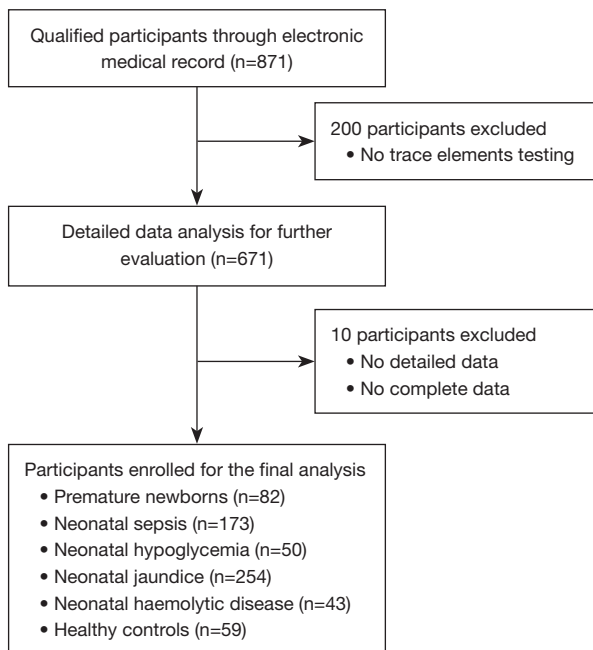 Qualified participants through electronic
medical record (n=871)
200 participants excluded
• No trace elements testing
Detailed data analysis for further
evaluation (n=671)
10 participants excluded
• No detailed data
• No complete data
Participants enrolled for the final analysis
• Premature newborns (n=82)
• Neonatal sepsis (n=173)
• Neonatal hypoglycemia (n=50)
• Neonatal jaundice (n=254)
• Neonatal haemolytic disease (n=43)
• Healthy controls (n=59)